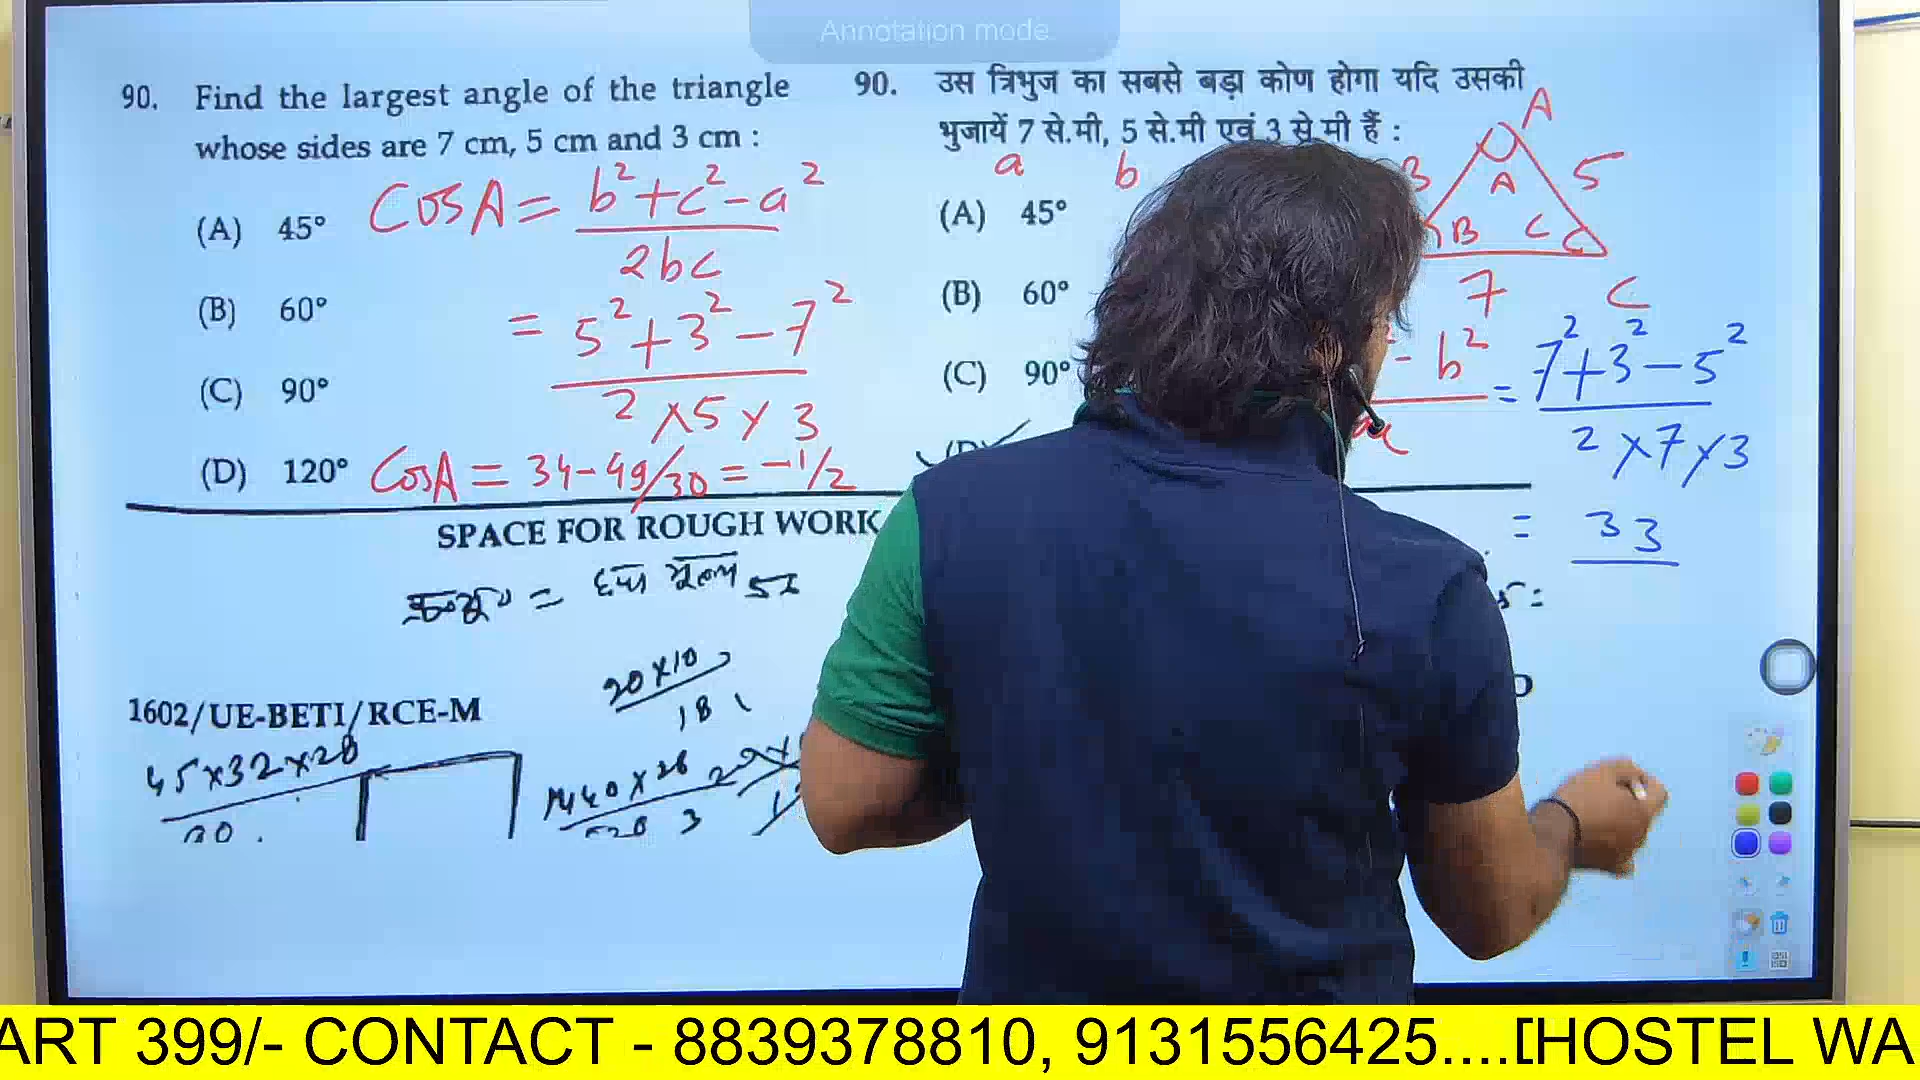 Annotation mode
90. Find the largest angle of the triangle
whose sides are 7 cm, 5 cm and 3 cm :
(A) 45°
(B) 60°
(C) 90°
(D) 120°
CosA = b² + c² - a²
2bc
= 5² + 3² - 7²
2 × 5 × 3
CosA = 34 - 49/30 = -1/2
SPACE FOR ROUGH WORK
1602/UE-BETI/RCE-M
20×10
18
45×32×28
90. उस त्रिभुज का सबसे बड़ा कोण होगा यदि उसकी
भुजायें 7 से.मी, 5 से.मी एवं 3 से.मी हैं :
a b
(A) 45°
(B) 60°
(C) 90°
A
5
A
B C C
7 C
- b² = 7² + 3² - 5²
2 × 7 × 3
= 33
ART 399/- CONTACT - 8839378810, 9131556425....[HOSTEL WA